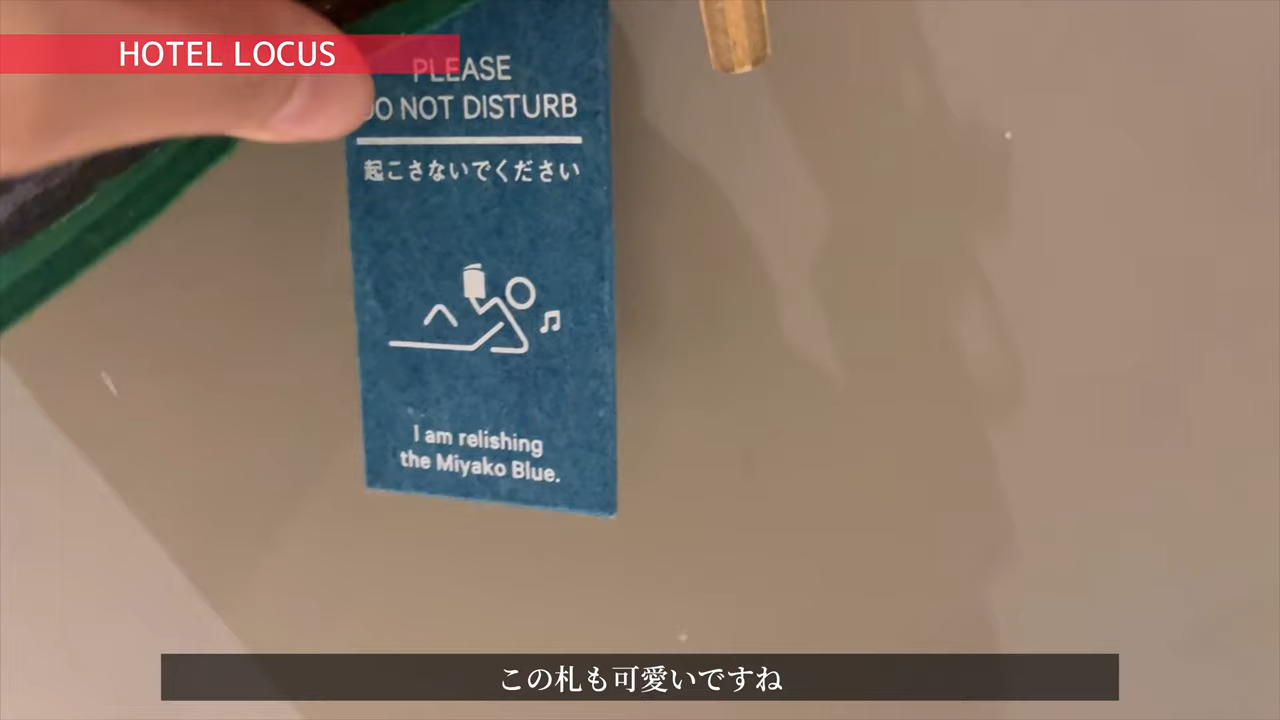 HOTEL LOCUS
PLEASE
DO NOT DISTURB
起こさないでください
I am relishing
the Miyako Blue.
この札も可愛いですね